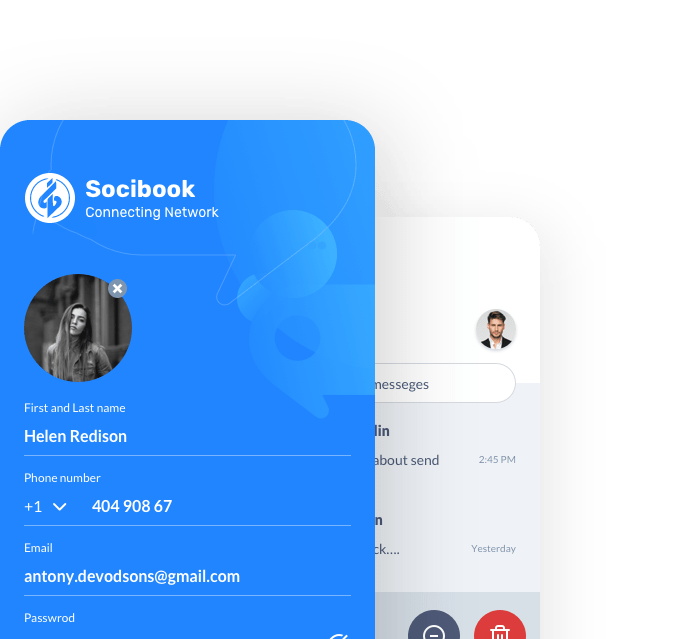 Socibook
Connecting Network
First and Last name
Helen Redison
Phone number
+1 404 908 67
Email
antony.devodsons@gmail.com
Passwrod
messeges
lin
about send
2:45 PM
n
ck....
Yesterday